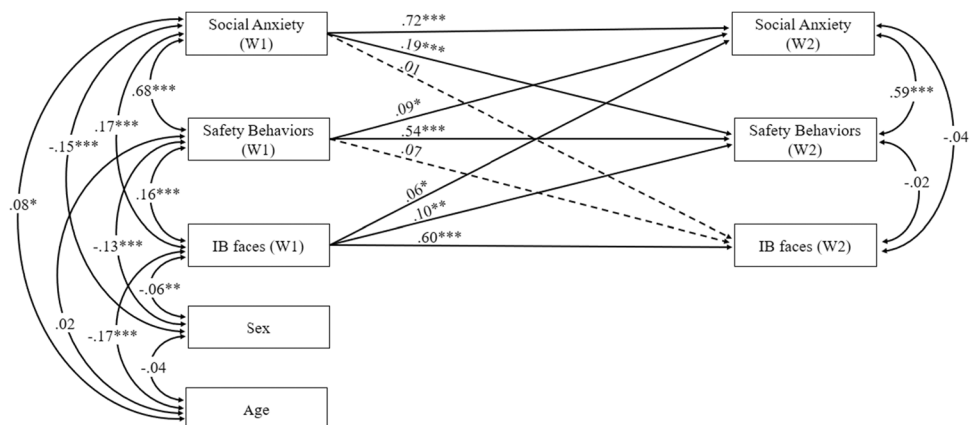 Social Anxiety
(W1)
.72***
Social Anxiety
(W2)
.19***
.01
.68***
.59***
.09*
.17***
Safety Behaviors
(W1)
.54***
Safety Behaviors
(W2)
-.15***
.07
-.04
.06*
-.02
.16***
.08*
.10**
-.13***
IB faces (W1)
.60***
IB faces (W2)
-.06**
.02
Sex
-.17***
-.04
Age